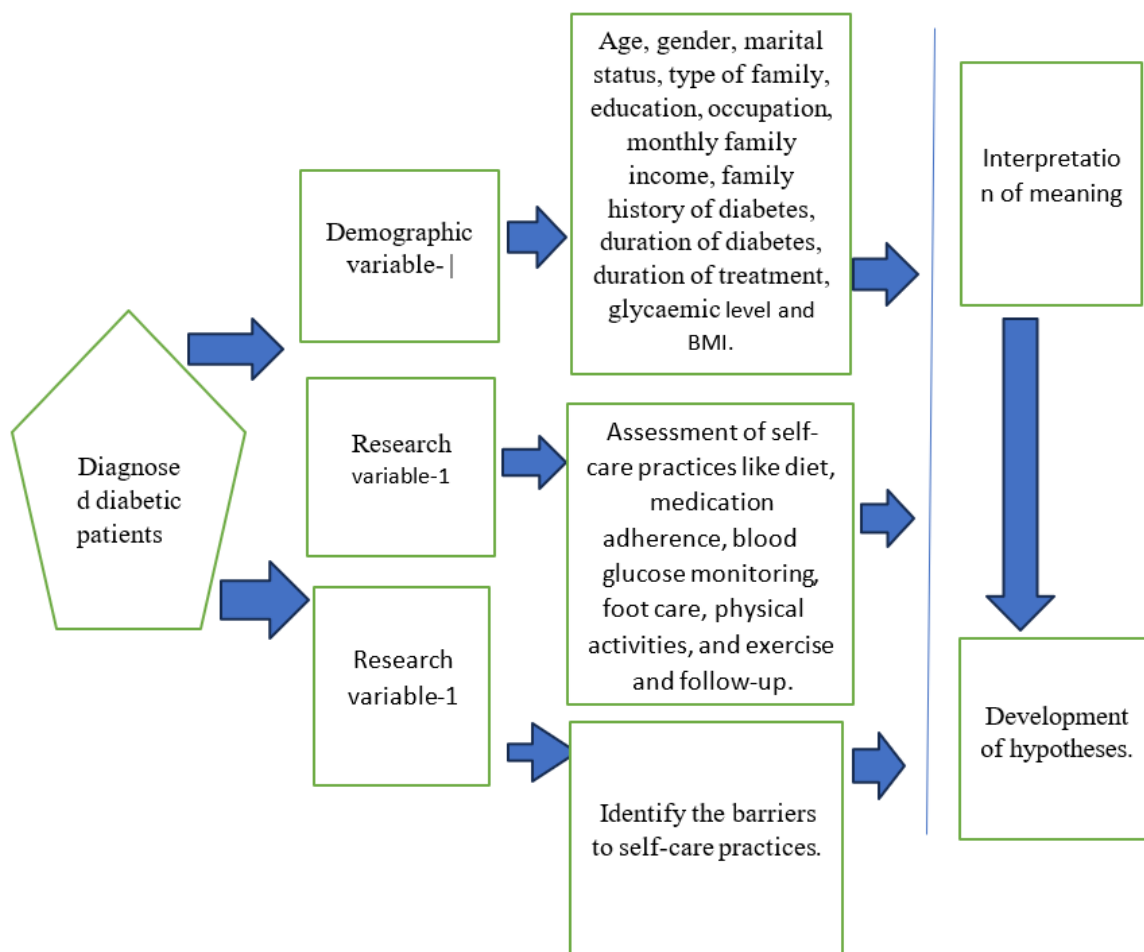 Diagnose
d diabetic
patients
Demographic
variable- |
Age, gender, marital
status, type of family,
education, occupation,
monthly family
income, family
history of diabetes,
duration of diabetes,
duration of treatment,
glycaemic level and
BMI.
Research
variable-1
Assessment of self-
care practices like diet,
medication
adherence, blood
glucose monitoring,
foot care, physical
activities, and exercise
and follow-up.
Research
variable-1
Identify the barriers
to self-care practices.
Interpretatio
n of meaning
Development
of hypotheses.